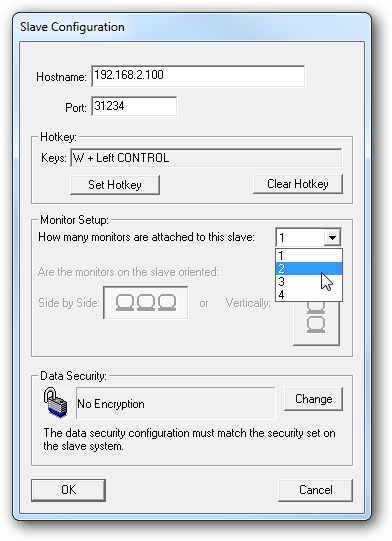 Slave Configuration
Hostname: 192.168.2.100
Port: 31234
Hotkey:
Keys: W + Left CONTROL
Set Hotkey Clear Hotkey
Monitor Setup:
How many monitors are attached to this slave: 1
1
2
3
4
Are the monitors on the slave oriented:
Side by Side: or Vertically:
Data Security:
No Encryption Change
The data security configuration must match the security set on
the slave system.
OK Cancel